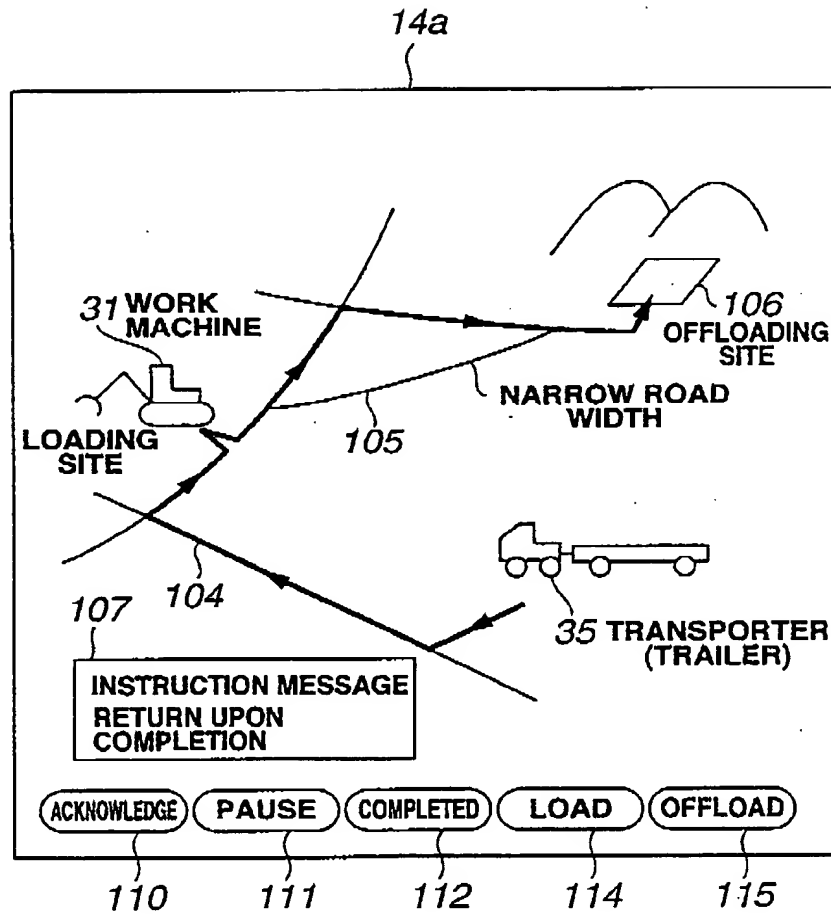 14a
31 WORK
MACHINE
LOADING
SITE
106
OFFLOADING
SITE
NARROW ROAD
WIDTH
105
104
35 TRANSPORTER
(TRAILER)
107
INSTRUCTION MESSAGE
RETURN UPON
COMPLETION
ACKNOWLEDGE PAUSE COMPLETED LOAD OFFLOAD
110 111 112 114 115